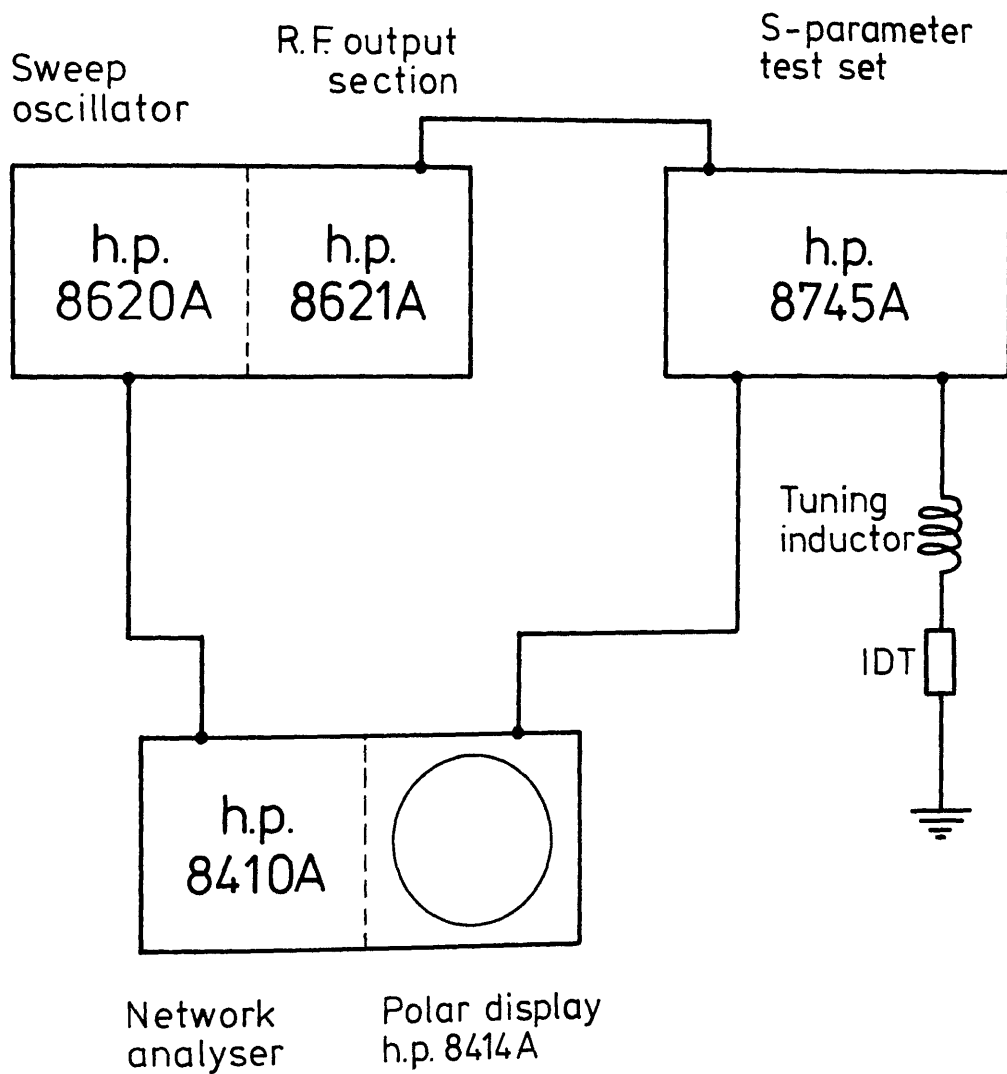 Sweep
oscillator
R.F. output
section
S-parameter
test set
h.p.
8620A
h.p.
8621A
h.p.
8745A
Tuning
inductor
IDT
h.p.
8410A
Network
analyser
Polar display
h.p. 8414A